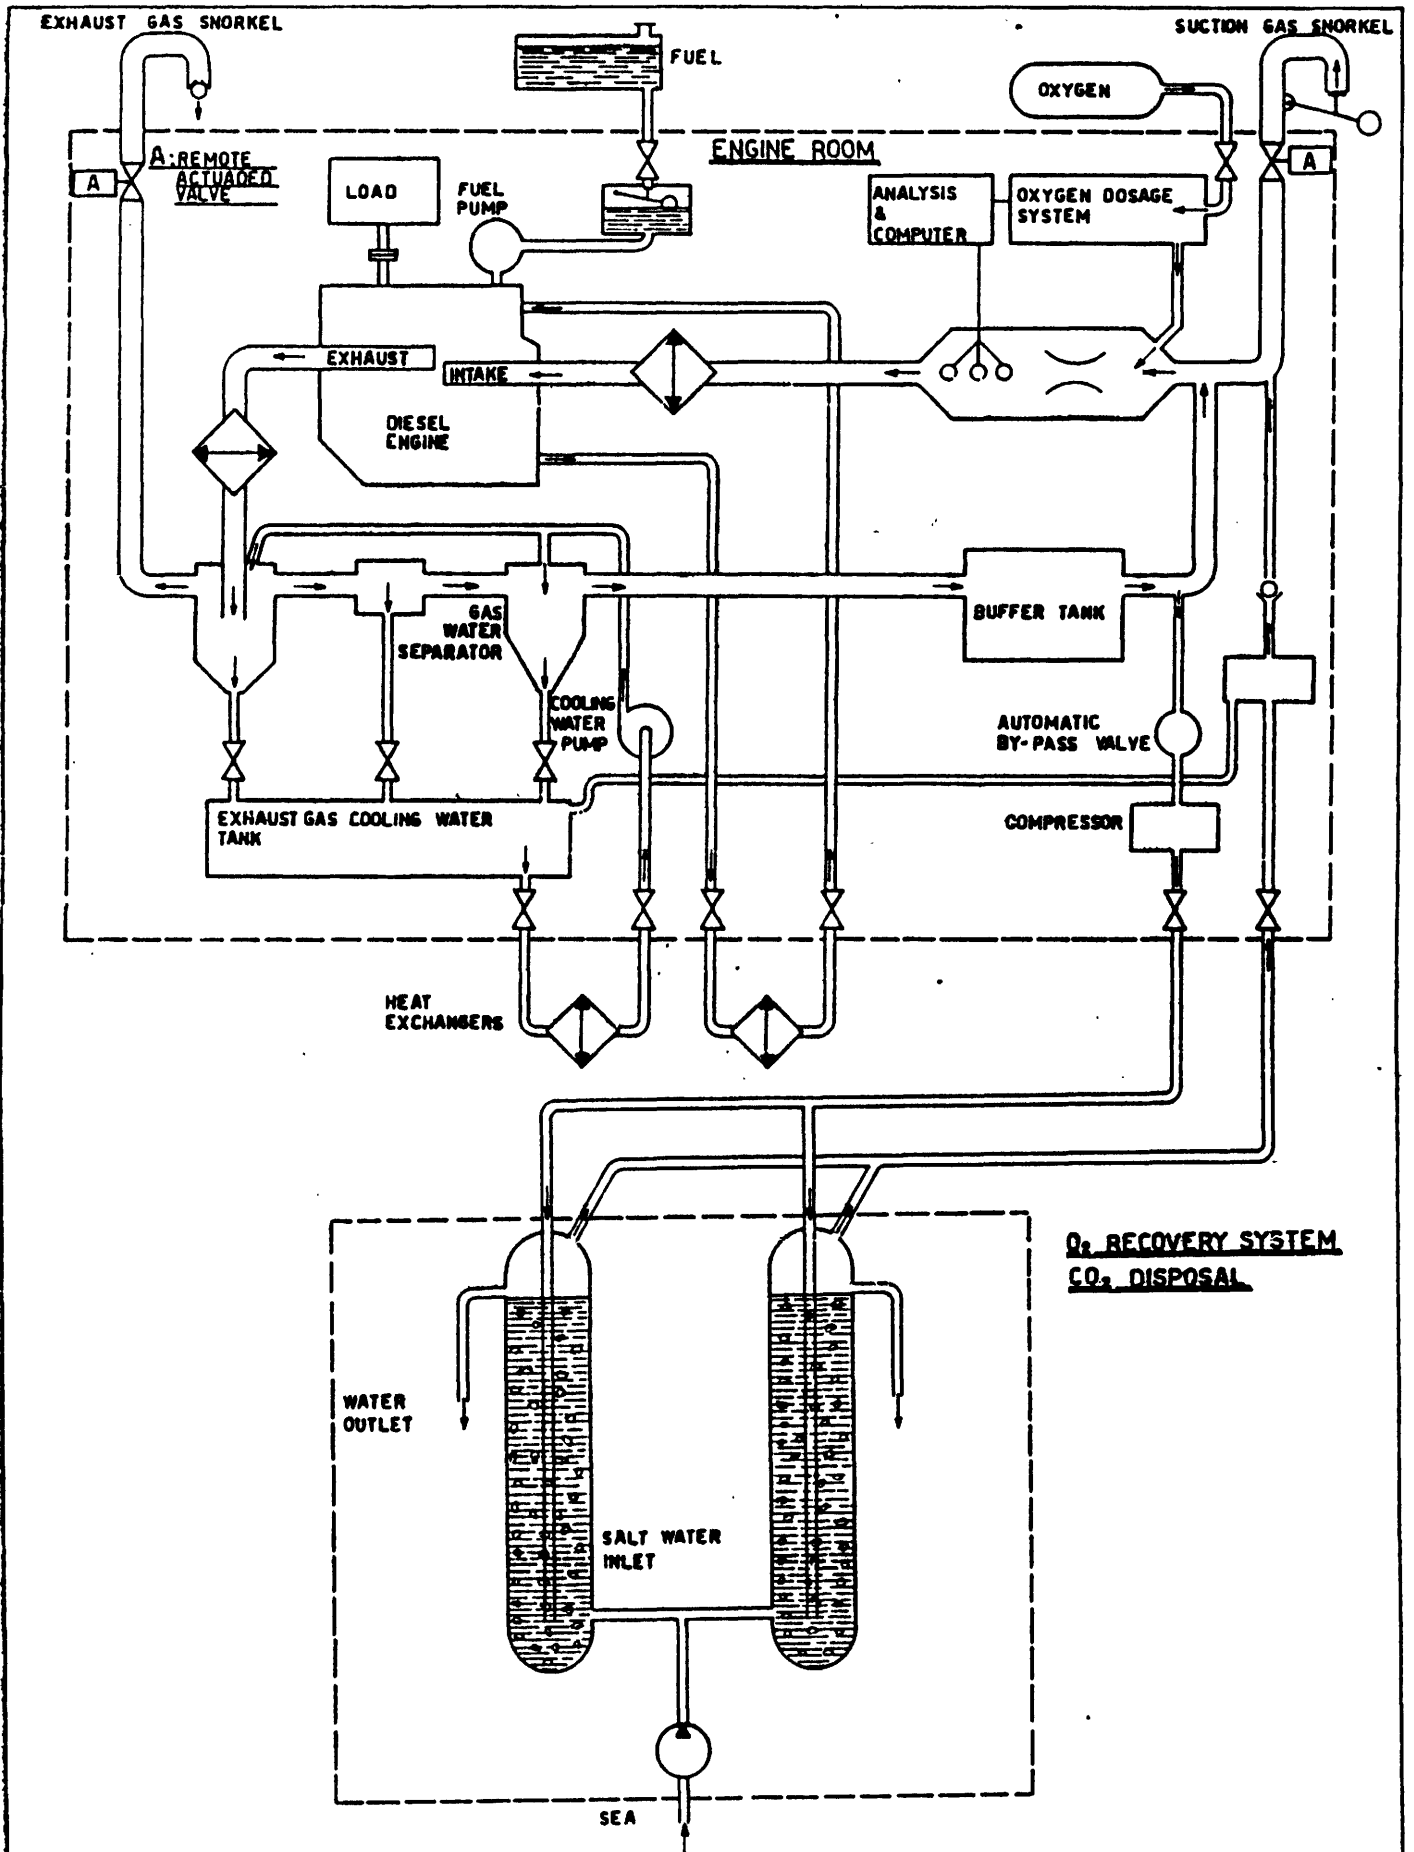 EXHAUST GAS SNORKEL
SUCTION GAS SNORKEL
FUEL
OXYGEN
ENGINE ROOM
A:REMOTE
ACTUADED
VALVE
A
A
LOAD
FUEL
PUMP
ANALYSIS
&
COMPUTER
OXYGEN DOSAGE
SYSTEM
EXHAUST
INTAKE
DIESEL
ENGINE
GAS
WATER
SEPARATOR
BUFFER TANK
COOLING
WATER
PUMP
AUTOMATIC
BY-PASS VALVE
EXHAUST GAS COOLING WATER
TANK
COMPRESSOR
HEAT
EXCHANGERS
O₂ RECOVERY SYSTEM
CO₂ DISPOSAL
WATER
OUTLET
SALT WATER
INLET
SEA